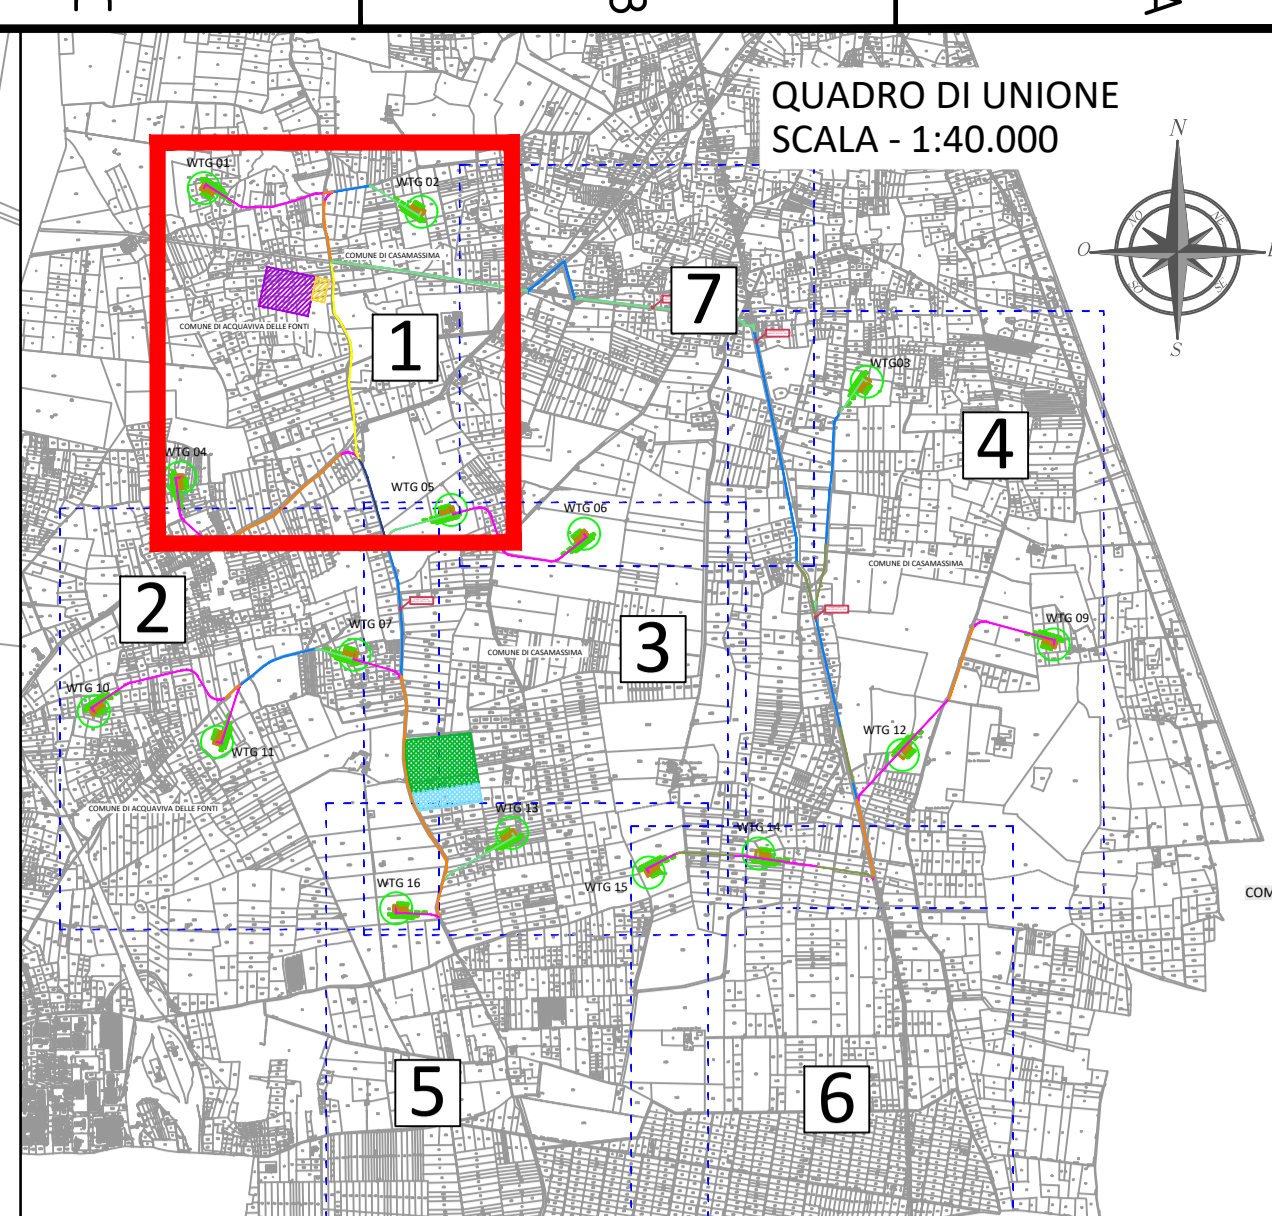 B
A
QUADRO DI UNIONE
SCALA - 1:40.000
N
NO
NE
O
SO
S
WTG 01
WTG 02
COMUNE DI CASAMASSIMA
7
COMUNE DI ACQUAVIVA DELLE FONTI
1
WTG03
4
WTG 04
WTG 05
WTG 06
COMUNE DI CASAMASSIMA
2
WTG 07
3
COMUNE DI CASAMASSIMA
WTG 09
WTG 10
WTG 11
WTG 12
COMUNE DI ACQUAVIVA DELLE FONTI
WTG 13
WTG 14
WTG 15
WTG 16
COM
5
6